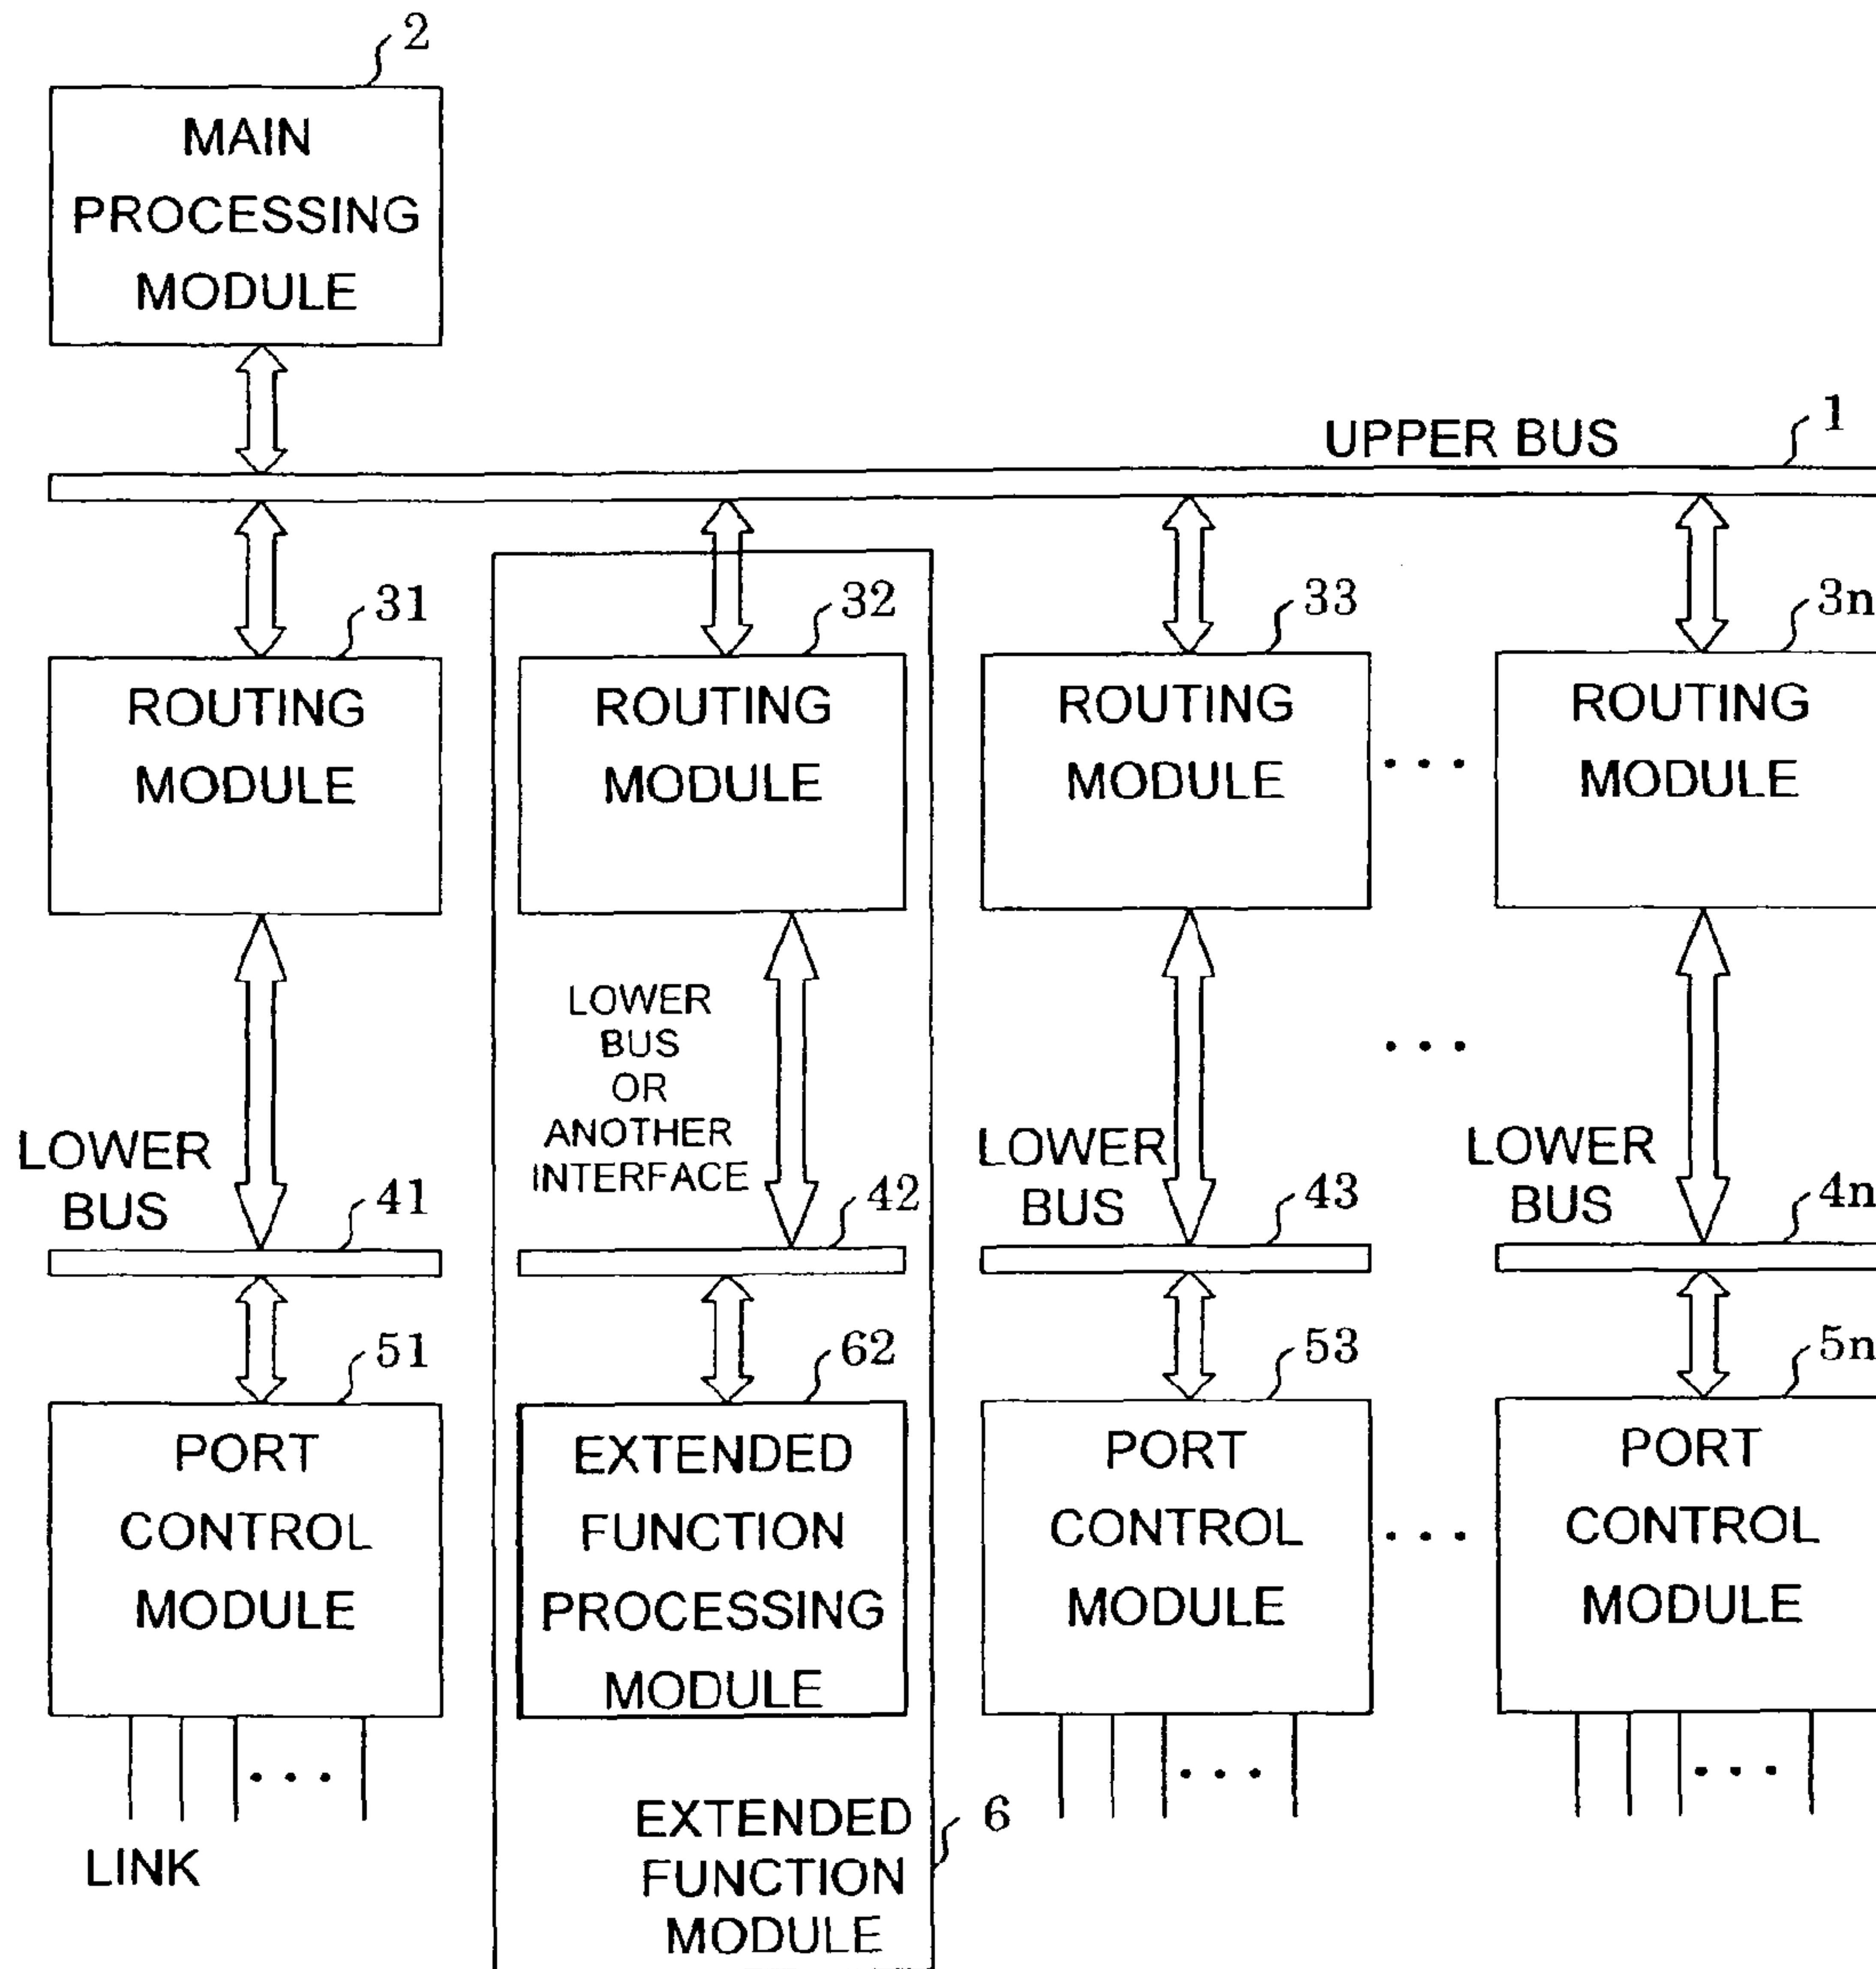 2
MAIN
PROCESSING
MODULE
UPPER BUS
1
31
ROUTING
MODULE
32
ROUTING
MODULE
33
ROUTING
MODULE
...
3n
ROUTING
MODULE
LOWER
BUS
41
LOWER
BUS
OR
ANOTHER
INTERFACE
42
LOWER
BUS
43
...
LOWER
BUS
4n
51
PORT
CONTROL
MODULE
...
LINK
62
EXTENDED
FUNCTION
PROCESSING
MODULE
EXTENDED
FUNCTION
MODULE
6
53
PORT
CONTROL
MODULE
...
...
5n
PORT
CONTROL
MODULE
...